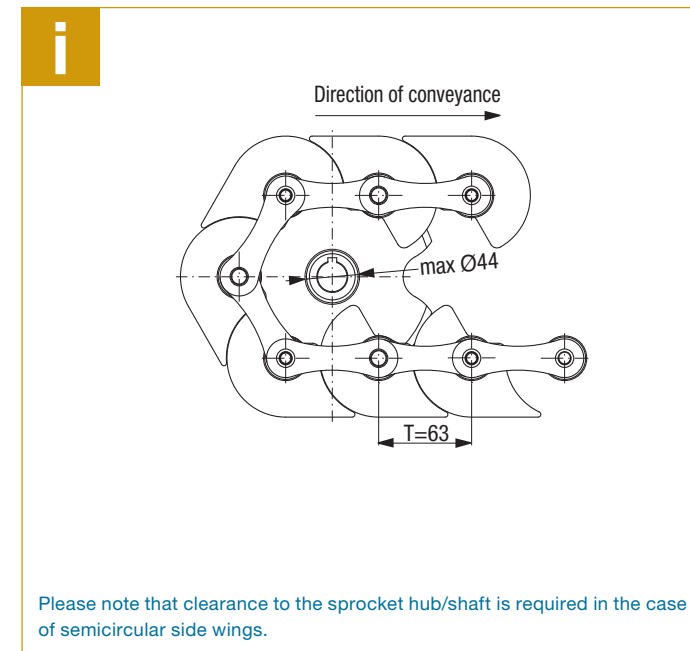 i
Direction of conveyance
max Ø44
T=63
Please note that clearance to the sprocket hub/shaft is required in the case
of semicircular side wings.